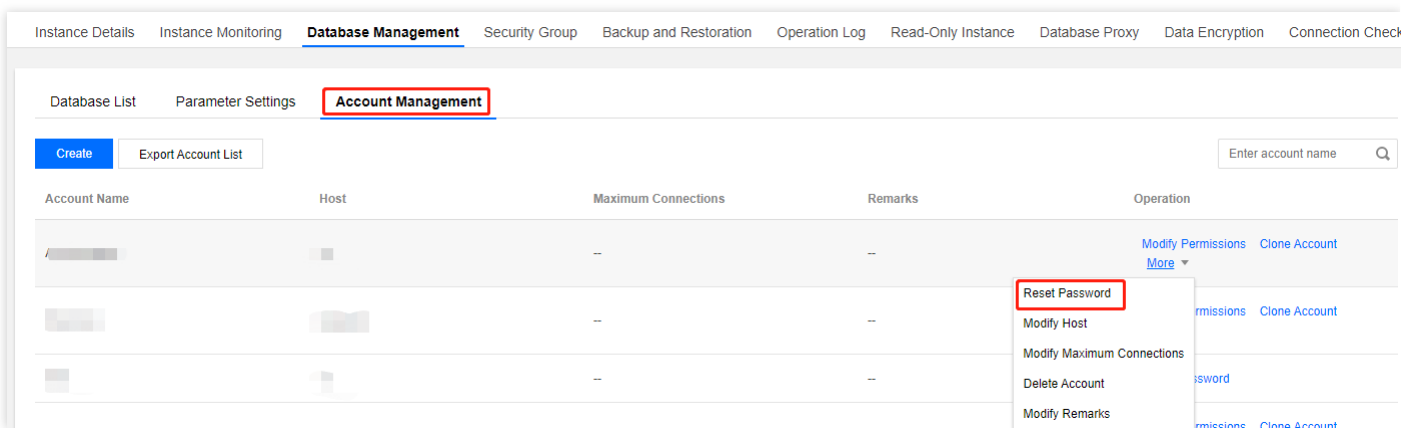 Instance Details Instance Monitoring Database Management Security Group Backup and Restoration Operation Log Read-Only Instance Database Proxy Data Encryption Connection Check
Database List Parameter Settings Account Management
Create Export Account List Enter account name
Account Name Host Maximum Connections Remarks Operation
-- -- Modify Permissions Clone Account
More
Reset Password
-- -- rmissions Clone Account
Modify Host
Modify Maximum Connections
-- -- Delete Account ssword
Modify Remarks
rmissions Clone Account